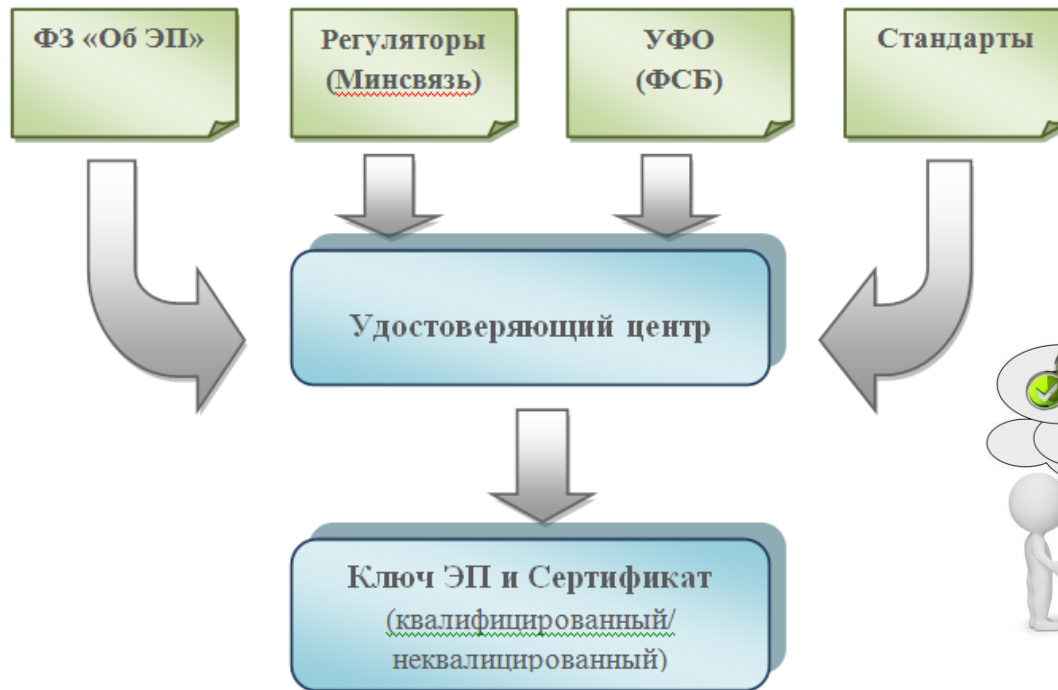 ФЗ «Об ЭП»
Регуляторы
(Минсвязь)
УФО
(ФСБ)
Стандарты
Удостоверяющий центр
Ключ ЭП и Сертификат
(квалифицированный/
неквалицированный)